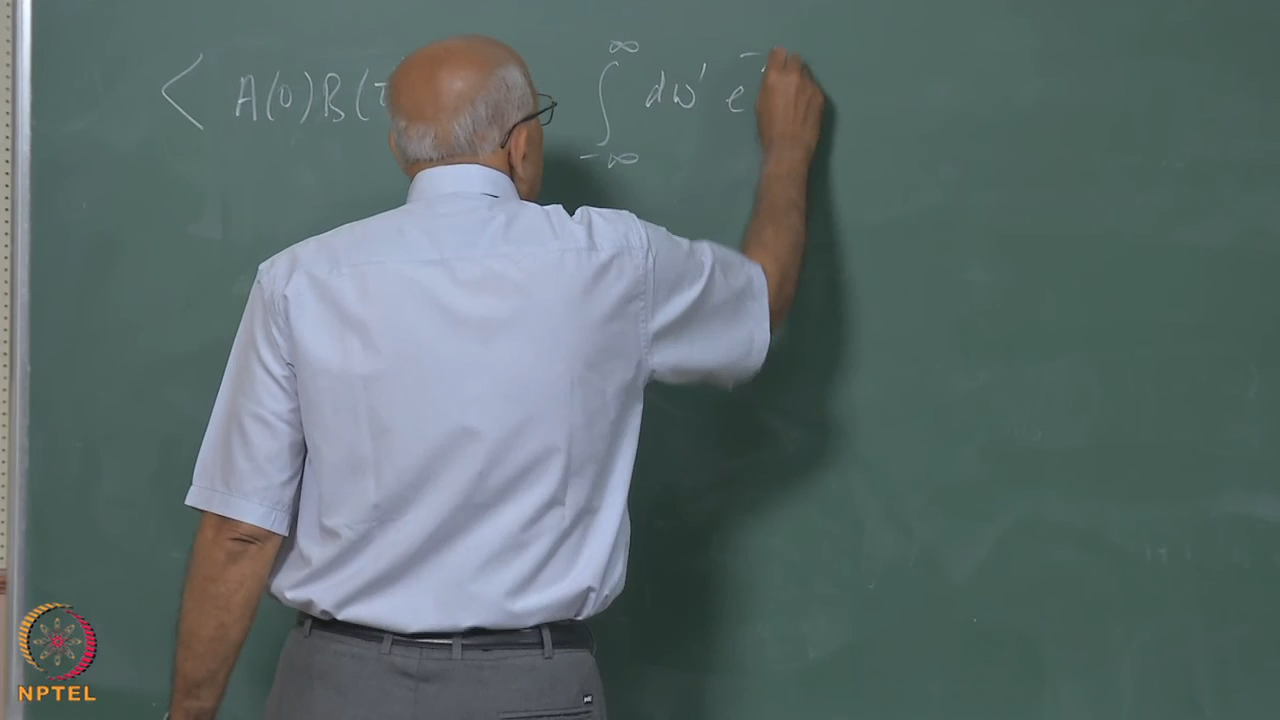 < A(0)B(τ ∫_{-∞}^{∞} dω' e^{-
NPTEL